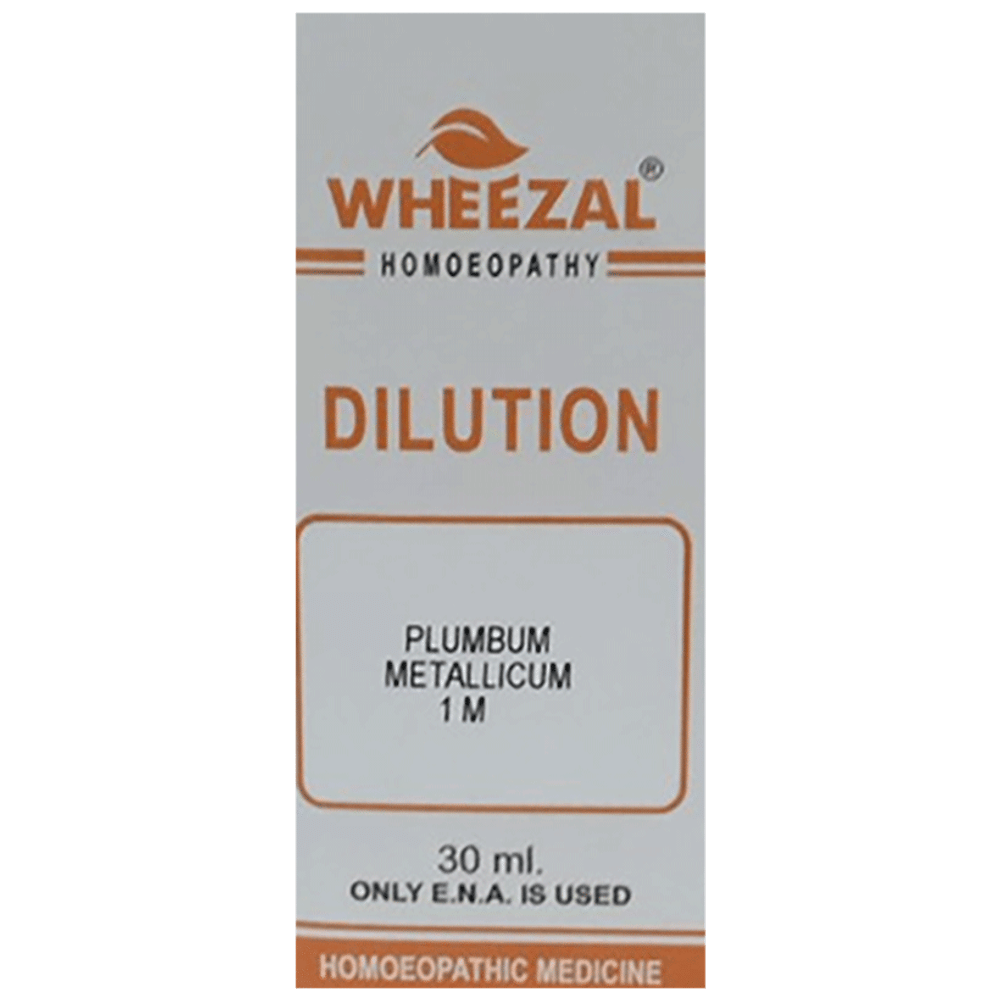 WHEEZAL®
HOMOEOPATHY
DILUTION
PLUMBUM
METALLICUM
1 M
30 ml.
ONLY E.N.A. IS USED
HOMOEOPATHIC MEDICINE